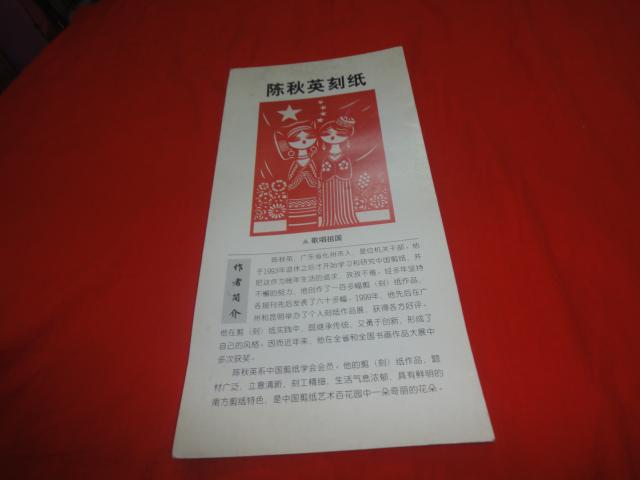 陈秋英刻纸
▲ 歌唱祖国
作者简介
陈秋英，广东省化州市人，是位机关干部。他
于1993年退休之后才开始学习和研究中国剪纸，并
把这作为晚年生活的追求，孜孜不倦。经多年坚持
不懈的努力，他创作了一百多幅剪（刻）纸作品，
各报刊先后发表了六十多幅。1999年，他先后在广
州和昆明举办了个人刻纸作品展，获得各方好评。
他在剪（刻）纸实践中，既继承传统，又勇于创新，形成了
自己的风格。因而近年来，他在全省和全国书画作品大展中
多次获奖。
陈秋英系中国剪纸学会会员。他的剪（刻）纸作品，题
材广泛，立意清新，刻工精细，生活气息浓郁，具有鲜明的
南方剪纸特色，是中国剪纸艺术百花园中一朵奇丽的花朵。